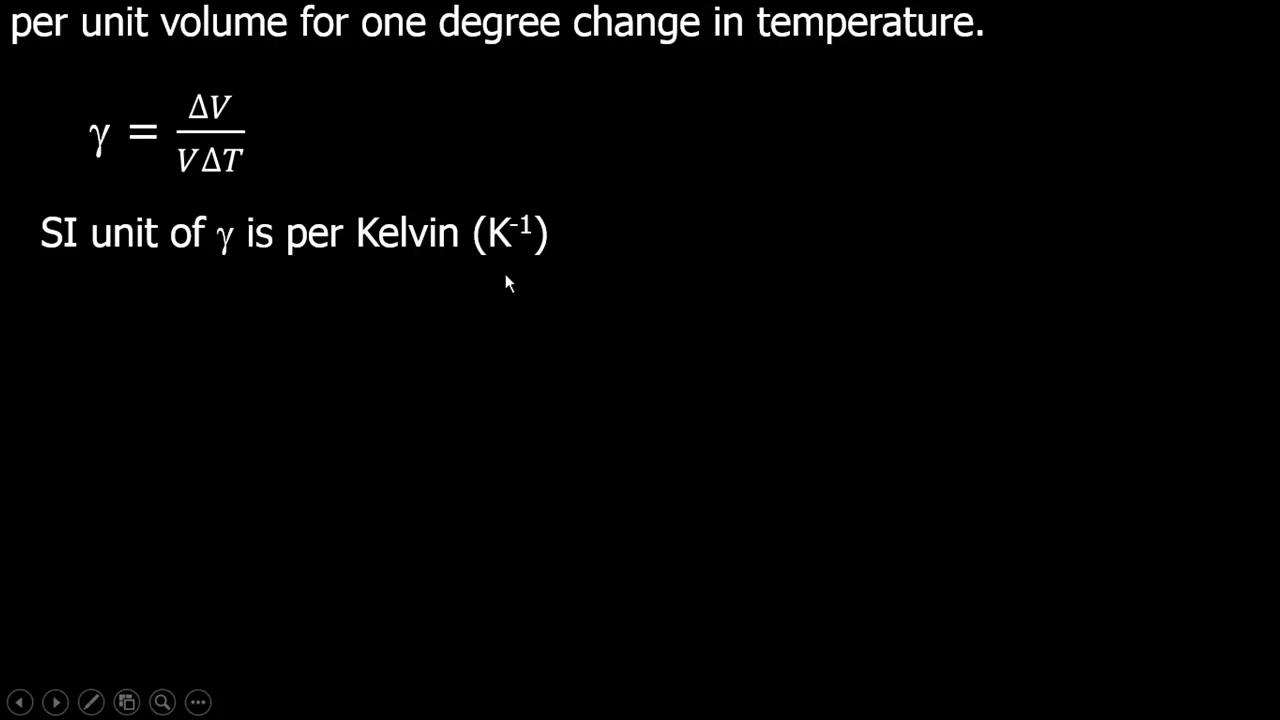 per unit volume for one degree change in temperature.
γ = ΔV / VΔT
SI unit of γ is per Kelvin (K⁻¹)